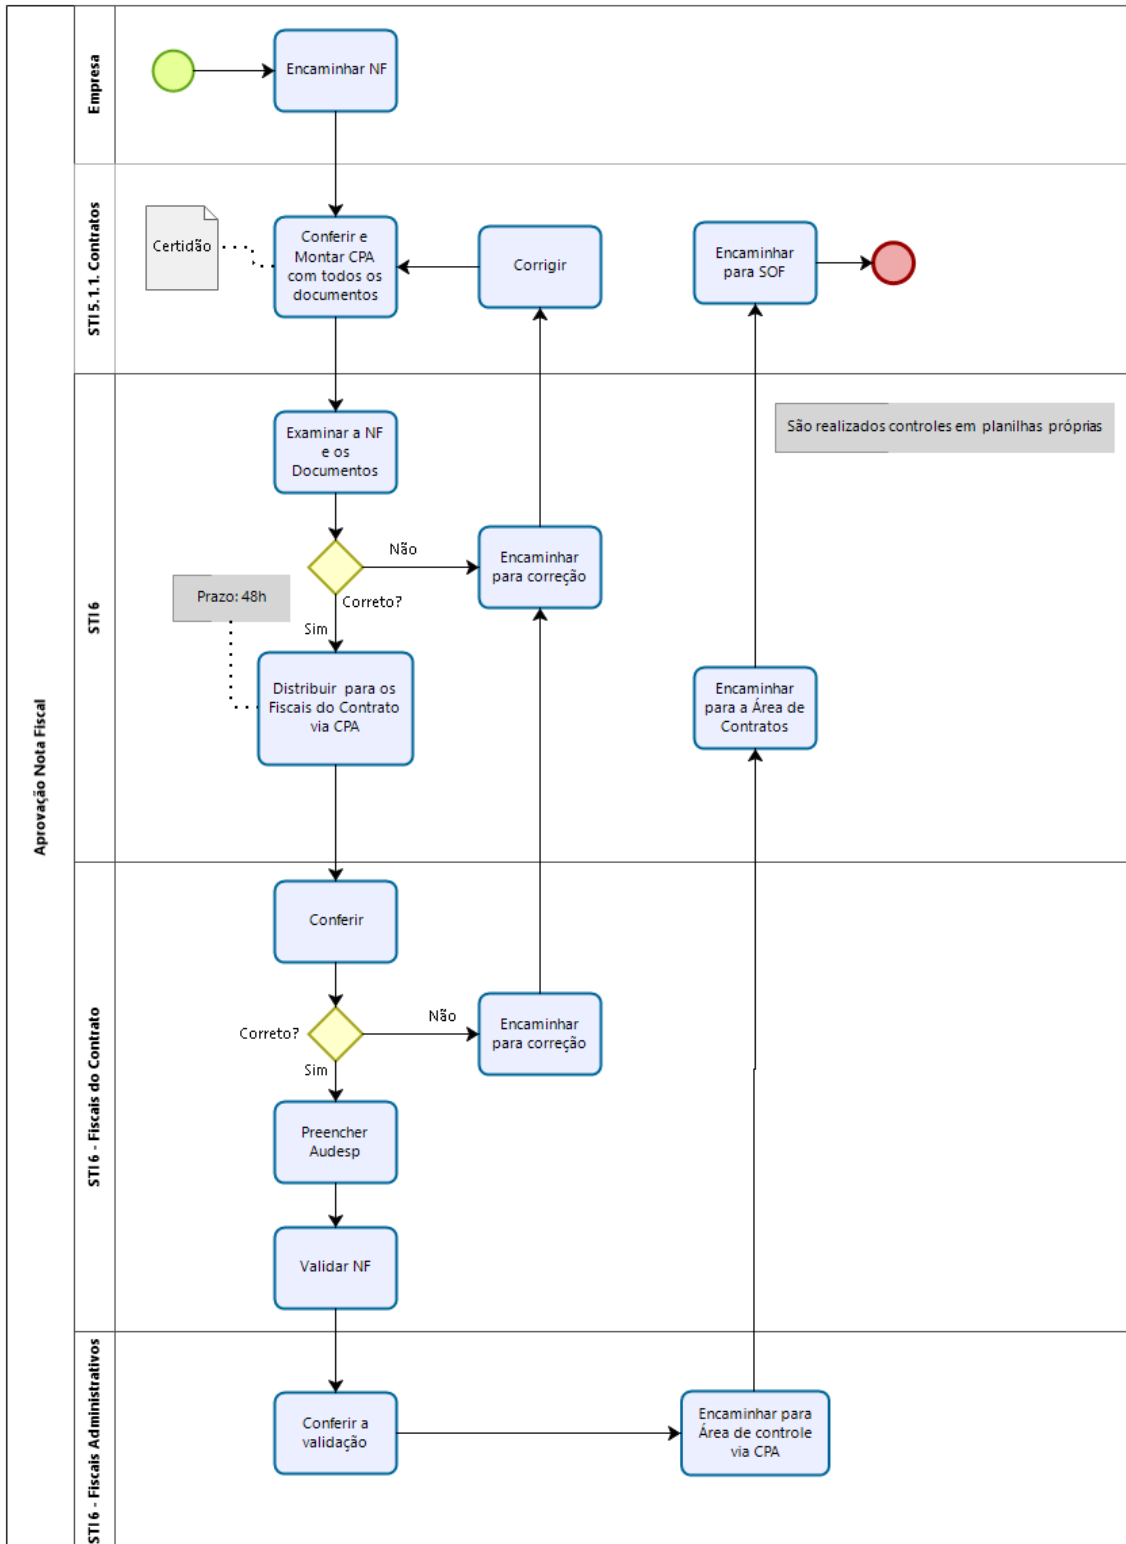 Aprovação Nota Fiscal
Empresa
Encaminhar NF
STI 5.1.1. Contratos
Certidão
Conferir e
Montar CPA
com todos os
documentos
Corrigir
Encaminhar
para SOF
STI 6
Examinar a NF
e os
Documentos
São realizados controles em planilhas próprias
Não
Correto?
Sim
Encaminhar
para correção
Prazo: 48h
Distribuir para os
Fiscais do Contrato
via CPA
Encaminhar
para a Área de
Contratos
STI 6 - Fiscais do Contrato
Conferir
Correto?
Não
Sim
Encaminhar
para correção
Preencher
Audesp
Validar NF
STI 6 - Fiscais Administrativos
Conferir a
validação
Encaminhar para
Área de controle
via CPA